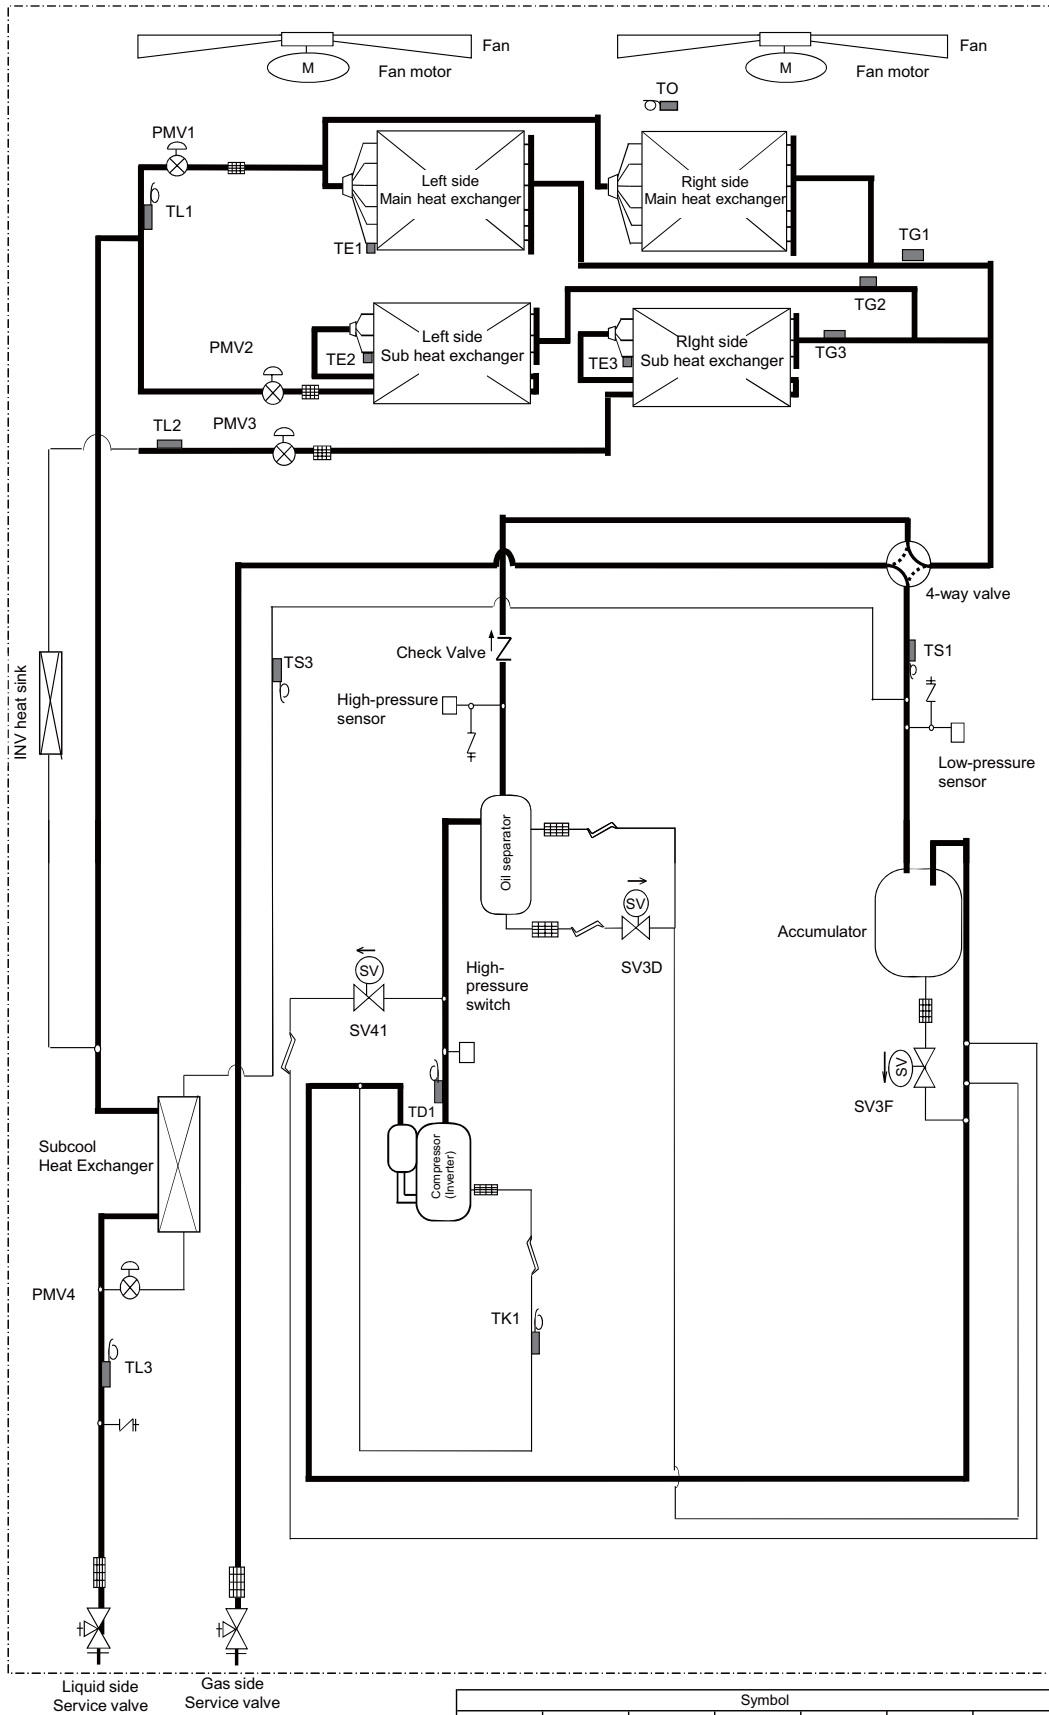 Fan
Fan
M
Fan motor
M
Fan motor
TO
PMV1
Left side
Main heat exchanger
Right side
Main heat exchanger
TL1
TE1
TG1
TG2
Left side
Sub heat exchanger
RIght side
Sub heat exchanger
PMV2
TE2
TE3
TG3
TL2
PMV3
4-way valve
INV heat sink
TS3
Check Valve
TS1
High-pressure
sensor
Low-pressure
sensor
Oil separator
SV
SV3D
Accumulator
SV
SV41
High-
pressure
switch
SV
SV3F
TD1
Compressor
(Inverter)
Subcool
Heat Exchanger
PMV4
TK1
TL3
Liquid side
Service valve
Gas side
Service valve
Symbol